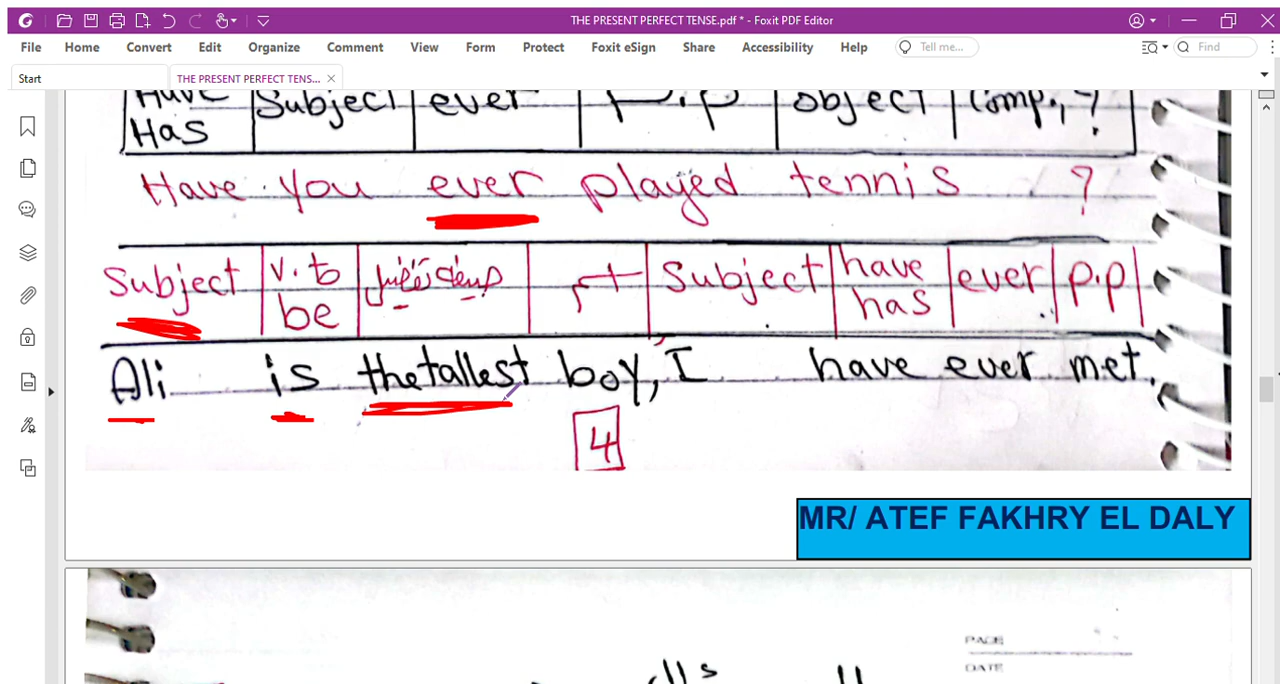 THE PRESENT PERFECT TENSE.pdf * - Foxit PDF Editor
File Home Convert Edit Organize Comment View Form Protect Foxit eSign Share Accessibility Help Tell me... Find
Start THE PRESENT PERFECT TENS...
Have Subject ever P.P object Comp., ?
Has
Have you ever played tennis ?
Subject v. to be صفة تفضيل اسم Subject have has ever p.p
Ali is the tallest boy, I have ever met.
4
MR/ ATEF FAKHRY EL DALY
PAGE
DATE